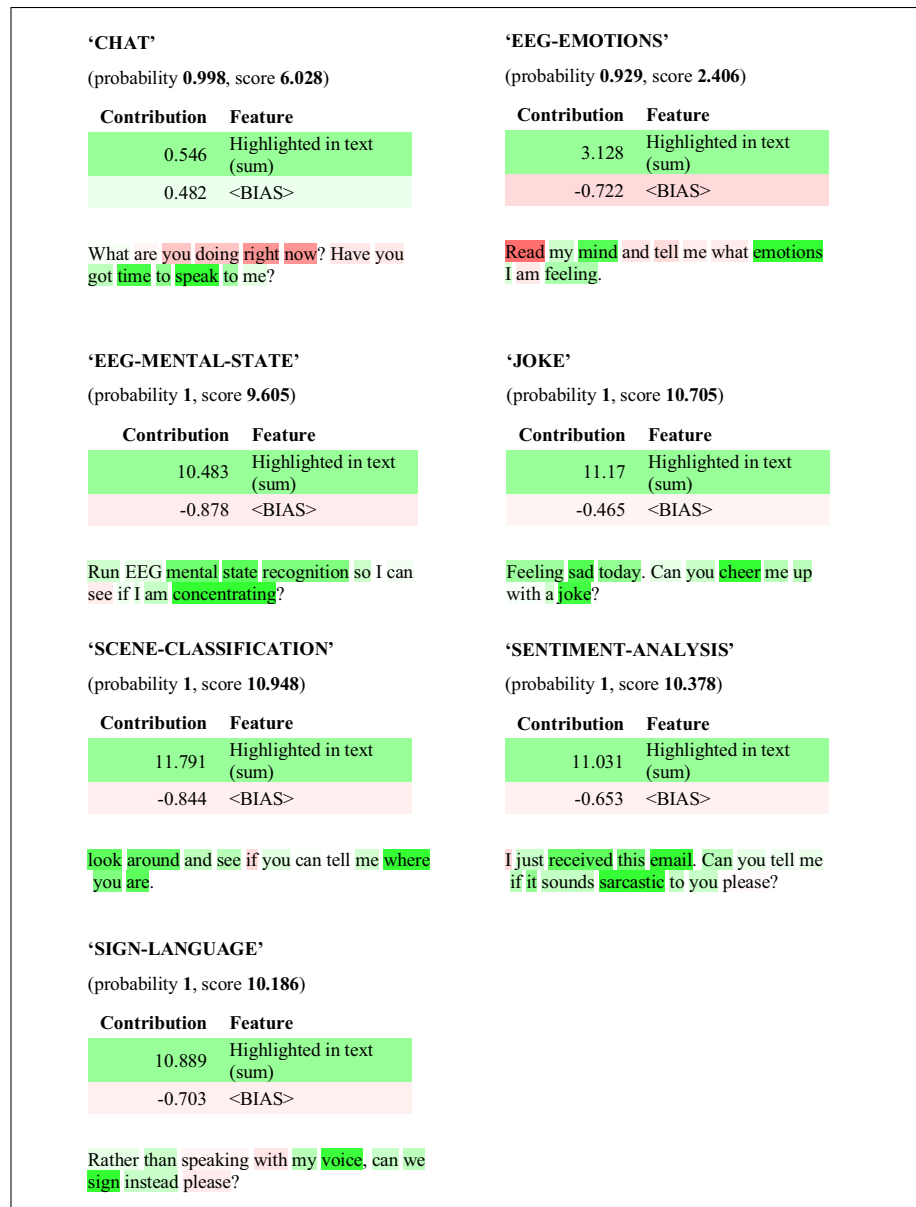 ‘CHAT’
(probability 0.998, score 6.028)
Contribution Feature
0.546 Highlighted in text
(sum)
0.482 <BIAS>
What are you doing right now? Have you
got time to speak to me?
‘EEG-EMOTIONS’
(probability 0.929, score 2.406)
Contribution Feature
3.128 Highlighted in text
(sum)
-0.722 <BIAS>
Read my mind and tell me what emotions
I am feeling.
‘EEG-MENTAL-STATE’
(probability 1, score 9.605)
Contribution Feature
10.483 Highlighted in text
(sum)
-0.878 <BIAS>
Run EEG mental state recognition so I can
see if I am concentrating?
‘JOKE’
(probability 1, score 10.705)
Contribution Feature
11.17 Highlighted in text
(sum)
-0.465 <BIAS>
Feeling sad today. Can you cheer me up
with a joke?
‘SCENE-CLASSIFICATION’
(probability 1, score 10.948)
Contribution Feature
11.791 Highlighted in text
(sum)
-0.844 <BIAS>
look around and see if you can tell me where
you are.
‘SENTIMENT-ANALYSIS’
(probability 1, score 10.378)
Contribution Feature
11.031 Highlighted in text
(sum)
-0.653 <BIAS>
I just received this email. Can you tell me
if it sounds sarcastic to you please?
‘SIGN-LANGUAGE’
(probability 1, score 10.186)
Contribution Feature
10.889 Highlighted in text
(sum)
-0.703 <BIAS>
Rather than speaking with my voice, can we
sign instead please?